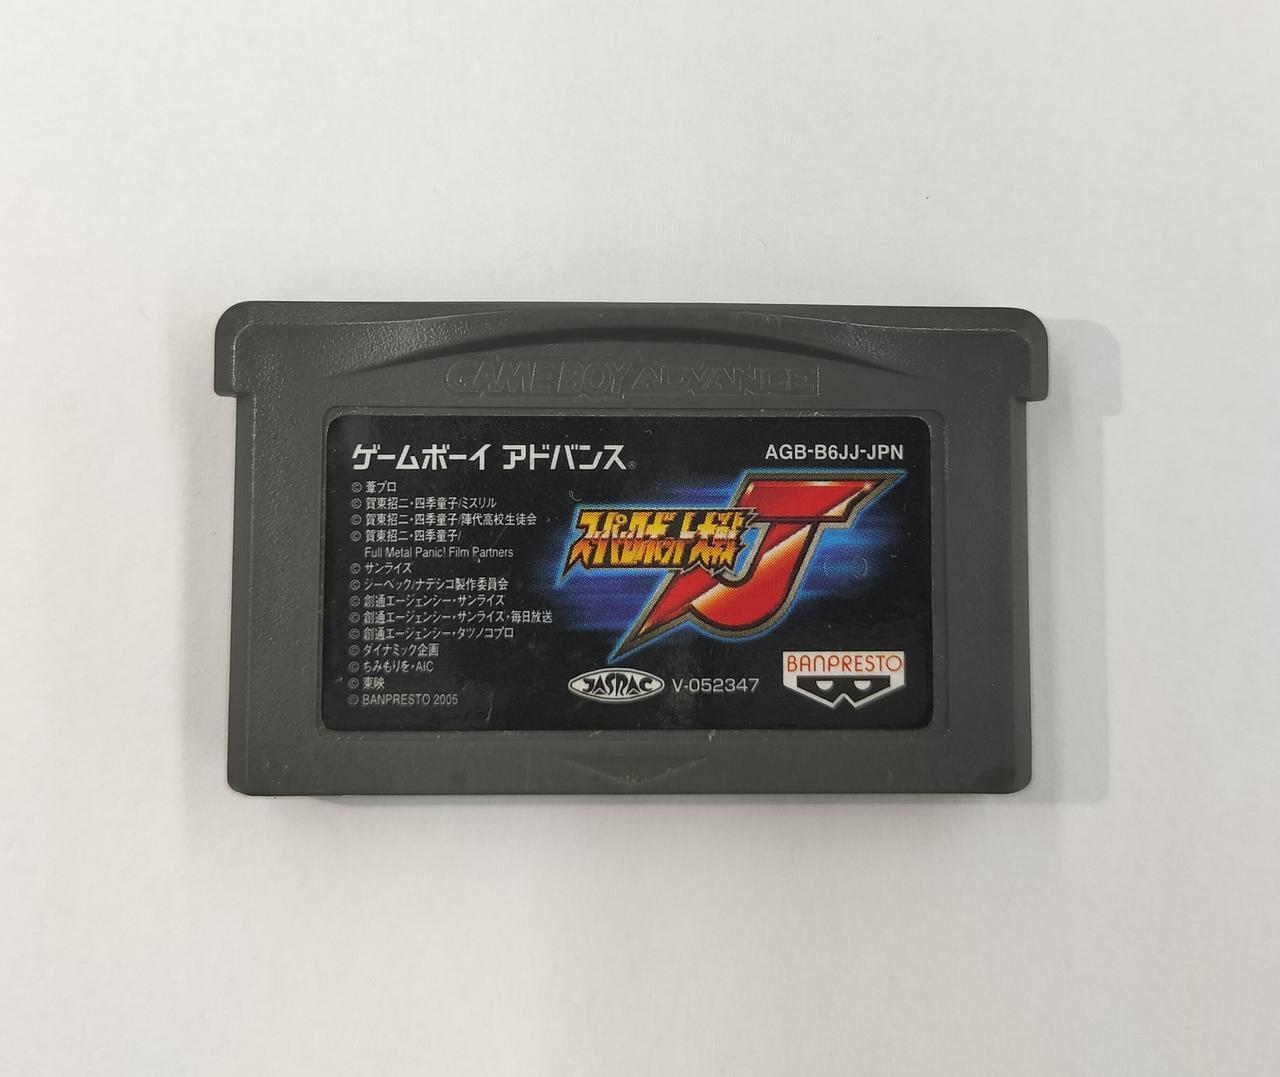 GAME BOY ADVANCE
ゲームボーイ アドバンス®
AGB-B6JJ-JPN
© 葦プロ
© 賀東招二・四季童子/ミスリル
© 賀東招二・四季童子/陣代高校生徒会
© 賀東招二・四季童子/
Full Metal Panic! Film Partners
© サンライズ
© ジーベック/ナデシコ製作委員会
© 創通エージェンシー・サンライズ
© 創通エージェンシー・サンライズ・毎日放送
© 創通エージェンシー・タツノコプロ
© ダイナミック企画
© ちみもりを・AIC
© 東映
© BANPRESTO 2005
スーパーロボット大戦
J
JASRAC
V-052347
BANPRESTO